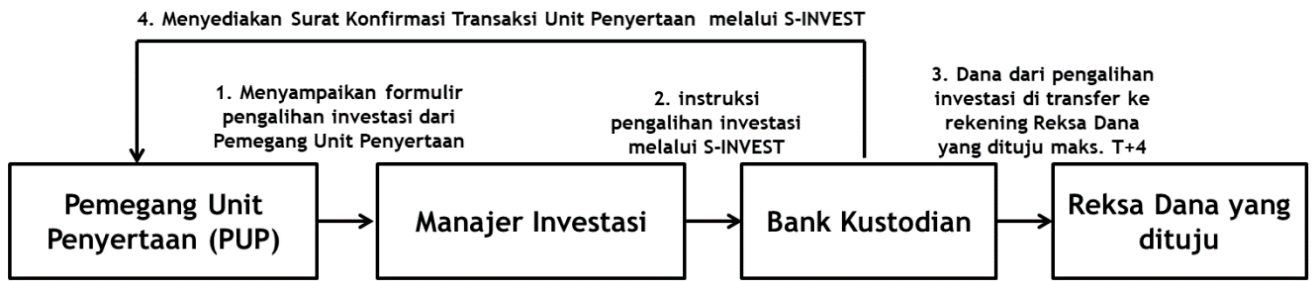 4. Menyediakan Surat Konfirmasi Transaksi Unit Penyertaan melalui S-INVEST
1. Menyampaikan formulir
pengalihan investasi dari
Pemegang Unit Penyertaan
2. instruksi
pengalihan investasi
melalui S-INVEST
3. Dana dari pengalihan
investasi di transfer ke
rekening Reksa Dana
yang dituju maks. T+4
Pemegang Unit
Penyertaan (PUP)
Manajer Investasi
Bank Kustodian
Reksa Dana yang
dituju